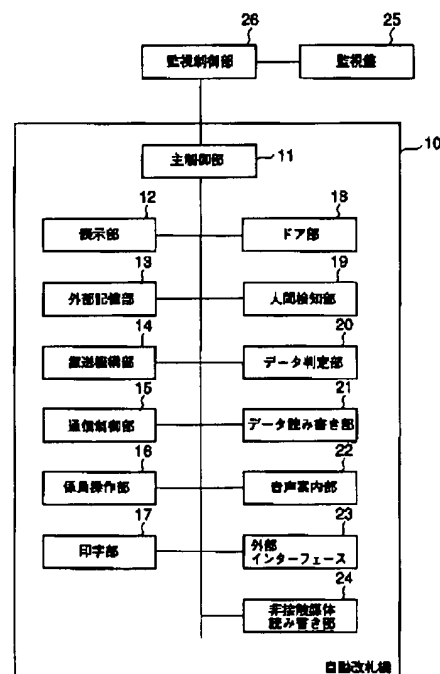 26
25
監視制御部
監視盤
10
主制御部
11
12
18
表示部
ドア部
13
19
外部記憶部
人間検知部
14
20
搬送機構部
データ判定部
15
21
通信制御部
データ読み書き部
16
22
係員操作部
音声案内部
17
23
印字部
外部
インターフェース
24
非接触媒体
読み書き部
自動改札機